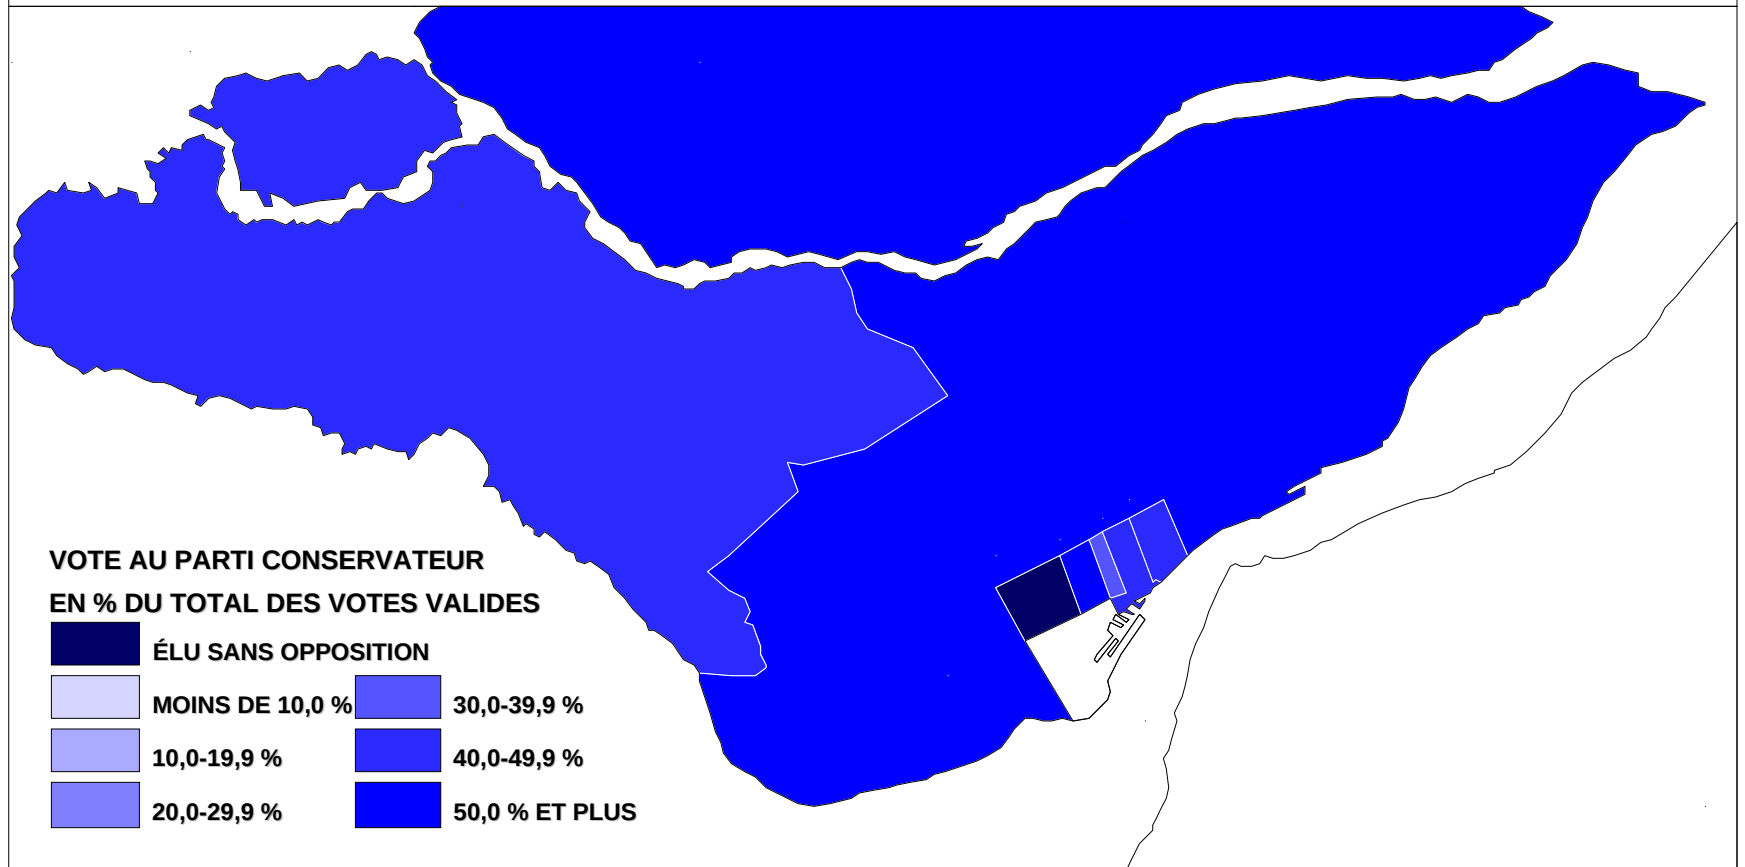 VOTE AU PARTI CONSERVATEUR
EN % DU TOTAL DES VOTES VALIDES
ÉLU SANS OPPOSITION
MOINS DE 10,0 %
10,0-19,9 %
20,0-29,9 %
30,0-39,9 %
40,0-49,9 %
50,0 % ET PLUS